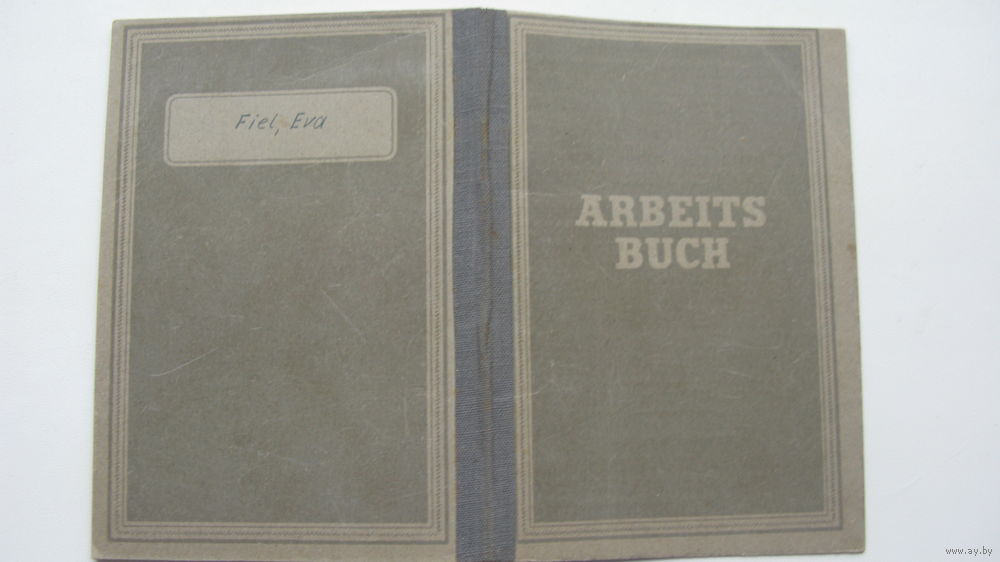 Fiel, Eva
ARBEITS
BUCH
www.ay.by